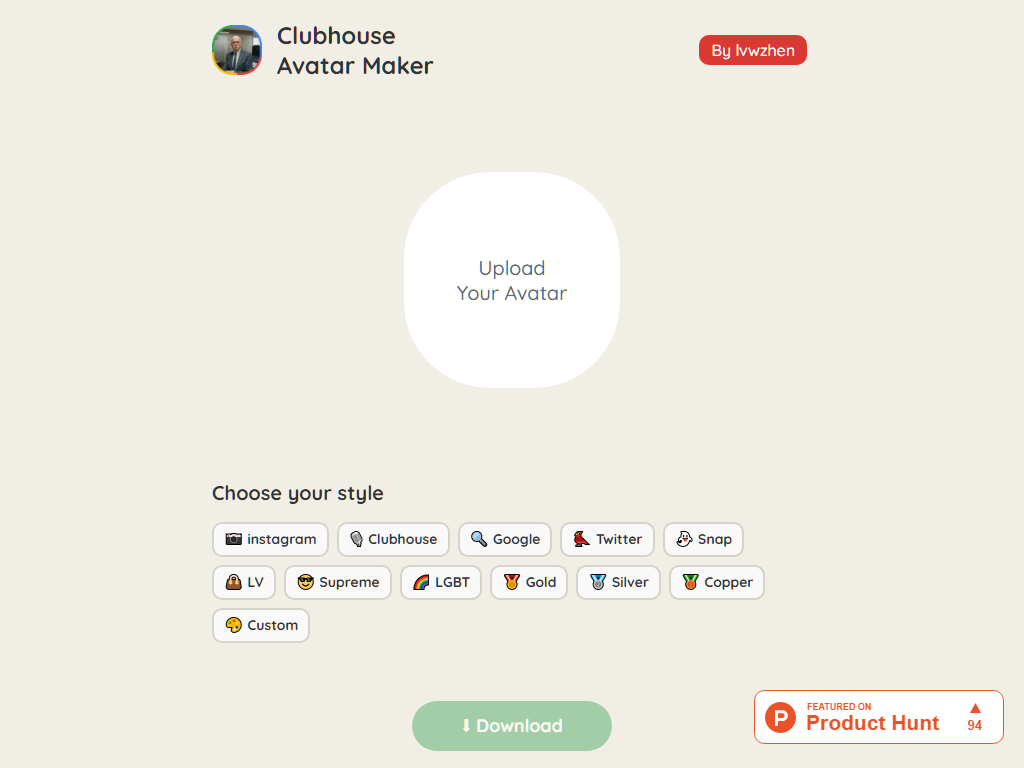 Clubhouse
Avatar Maker
By lvwzhen
Upload
Your Avatar
Choose your style
instagram
Clubhouse
Google
Twitter
Snap
LV
Supreme
LGBT
Gold
Silver
Copper
Custom
⬇ Download
P
FEATURED ON
Product Hunt
▲
94